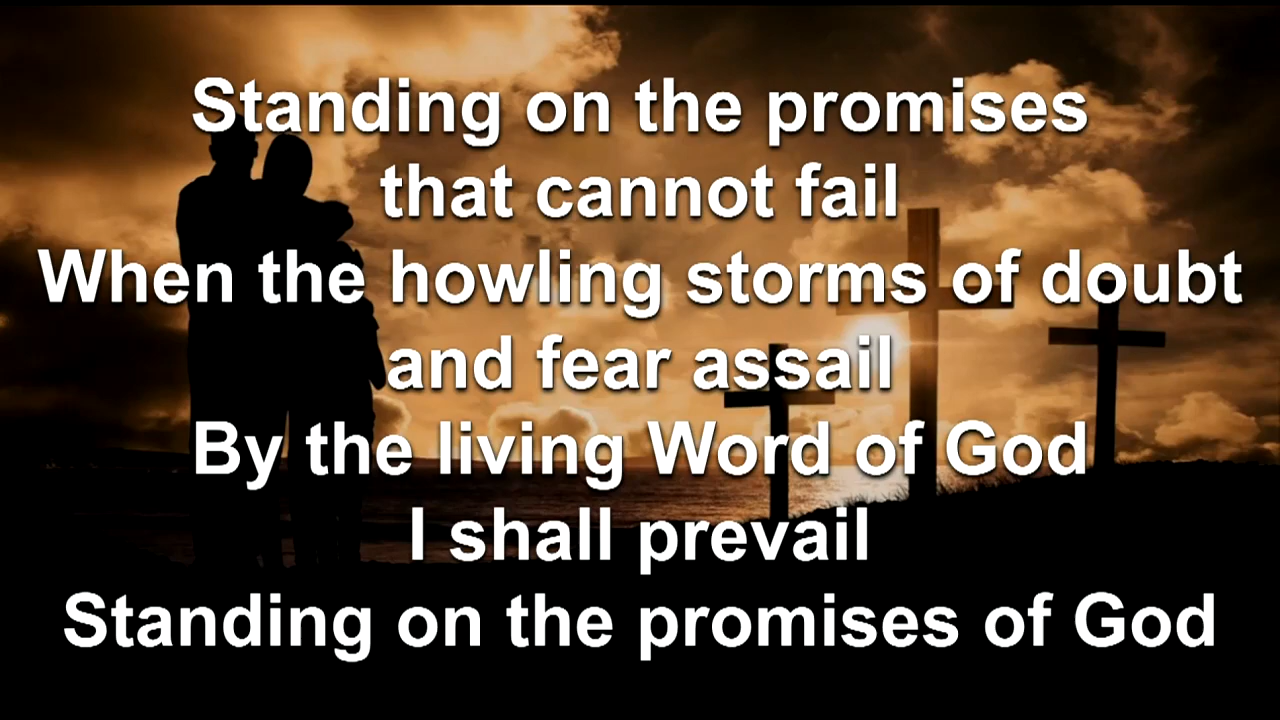 Standing on the promises
that cannot fail
When the howling storms of doubt
and fear assail
By the living Word of God
I shall prevail
Standing on the promises of God